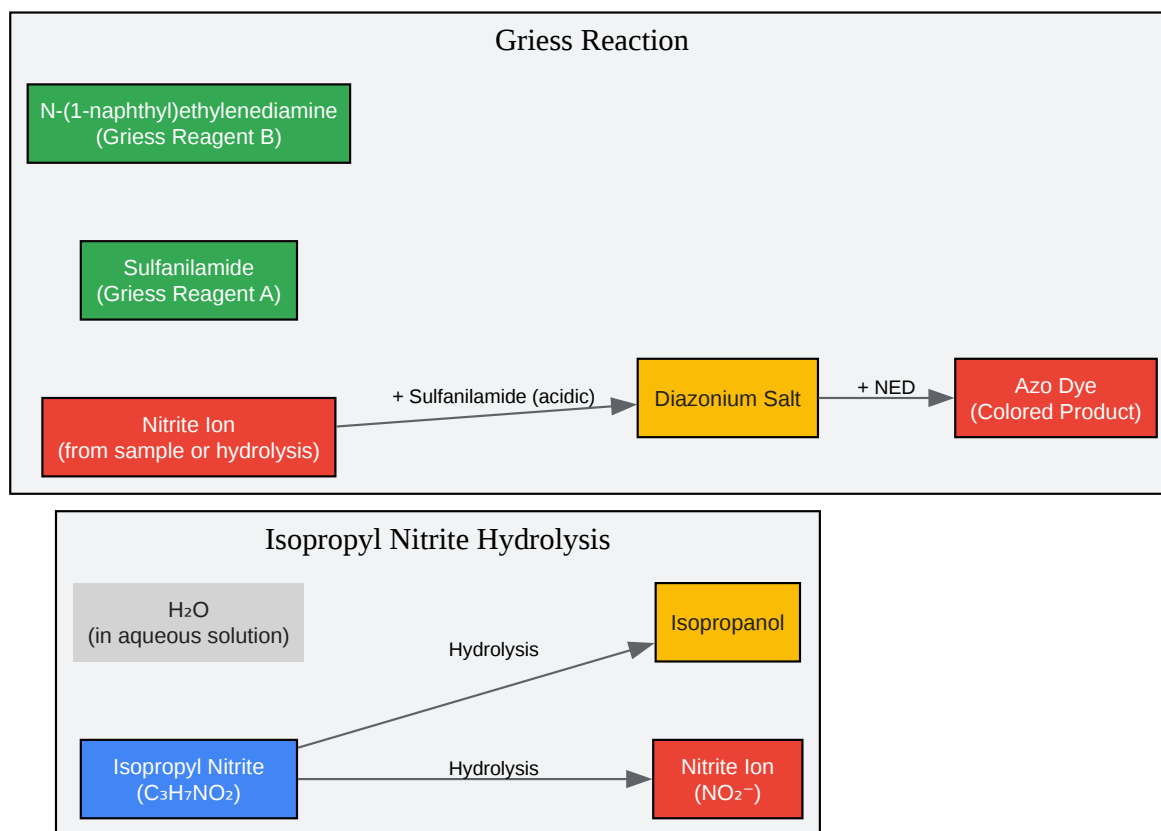 Griess Reaction
N-(1-naphthyl)ethylenediamine
(Griess Reagent B)
Sulfanilamide
(Griess Reagent A)
Nitrite Ion
(from sample or hydrolysis)
+ Sulfanilamide (acidic)
Diazonium Salt
+ NED
Azo Dye
(Colored Product)
Isopropyl Nitrite Hydrolysis
H₂O
(in aqueous solution)
Hydrolysis
Isopropanol
Isopropyl Nitrite
(C₃H₇NO₂)
Hydrolysis
Nitrite Ion
(NO₂⁻)